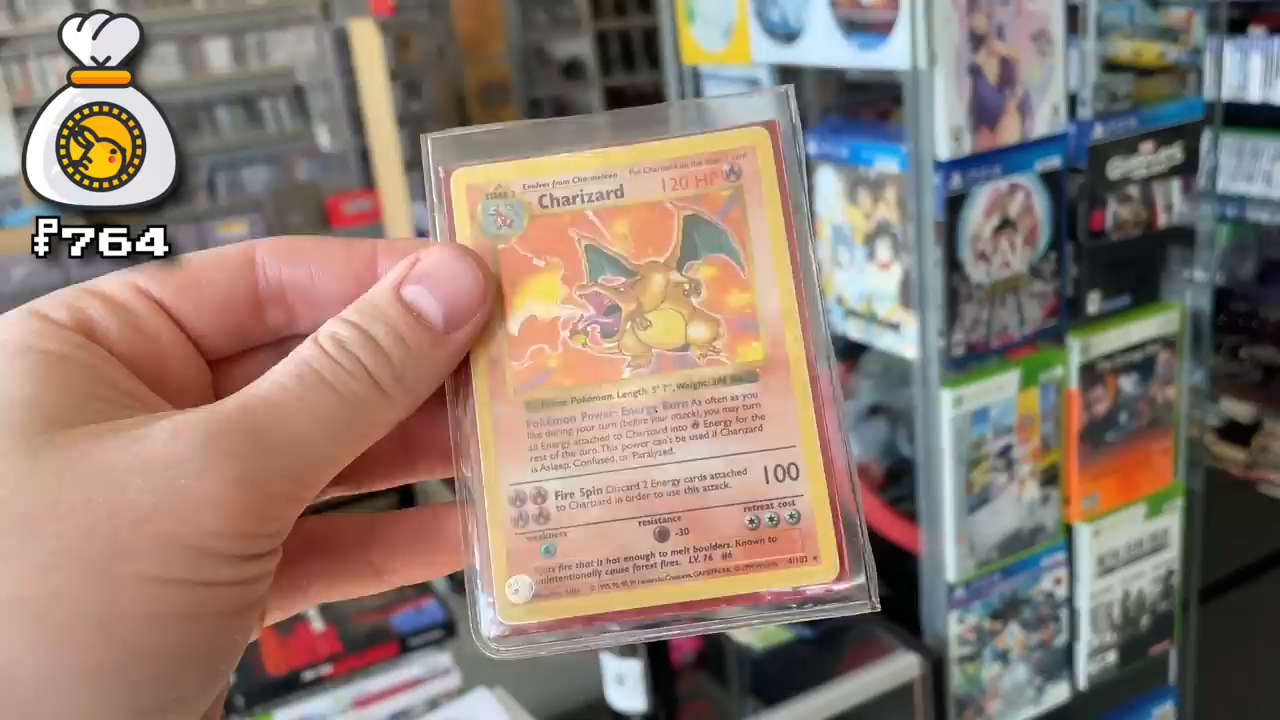 ₽764
Evolves from Charmeleon
Put Charizard on the Stage 1 card
STAGE 2
Charizard
120 HP
Flame Pokémon. Length: 5' 7", Weight:
Pokémon Power: Energy Burn As often as you
like during your turn (before your attack), you may turn
all Energy attached to Charizard into Energy for the
rest of the turn. This power can't be used if Charizard
is Asleep, Confused, or Paralyzed.
Fire Spin Discard 2 Energy cards attached
to Charizard in order to use this attack.
100
weakness
resistance
-30
retreat cost
Spits fire that is hot enough to melt boulders. Known to
unintentionally cause forest fires. LV. 76 #6
4/102 ★